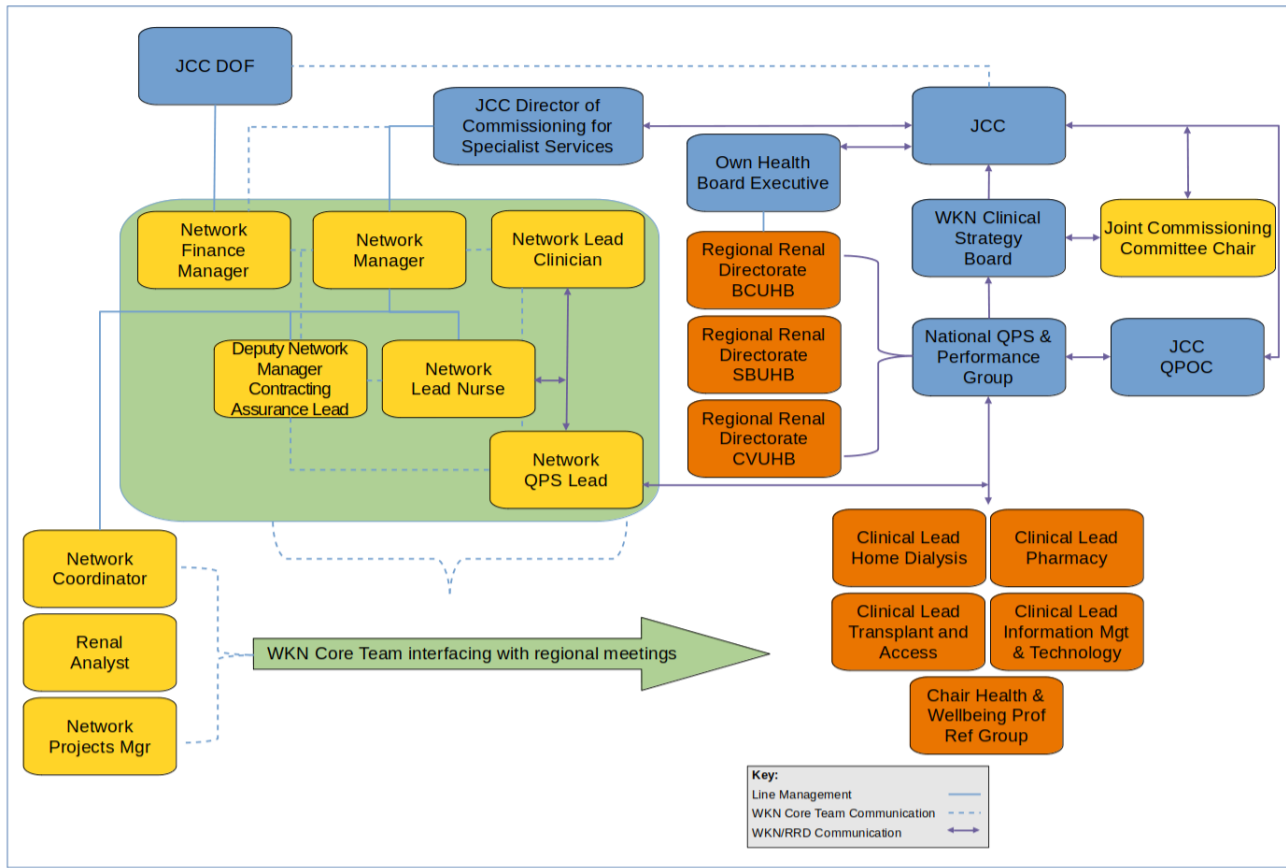 JCC DOF
JCC Director of
Commissioning for
Specialist Services
JCC
Own Health
Board Executive
Network
Finance
Manager
Network
Manager
Network Lead
Clinician
Regional Renal
Directorate
BCUHB
WKN Clinical
Strategy
Board
Joint Commissioning
Committee Chair
Deputy Network
Manager
Contracting
Assurance Lead
Network
Lead Nurse
Regional Renal
Directorate
SBUHB
National QPS &
Performance
Group
JCC
QPOC
Network
QPS Lead
Regional Renal
Directorate
CVUHB
Network
Coordinator
Renal
Analyst
Network
Projects Mgr
WKN Core Team interfacing with regional meetings
Clinical Lead
Home Dialysis
Clinical Lead
Pharmacy
Clinical Lead
Transplant and
Access
Clinical Lead
Information Mgt
& Technology
Chair Health &
Wellbeing Prof
Ref Group
Key:
Line Management
WKN Core Team Communication
WKN/RRD Communication